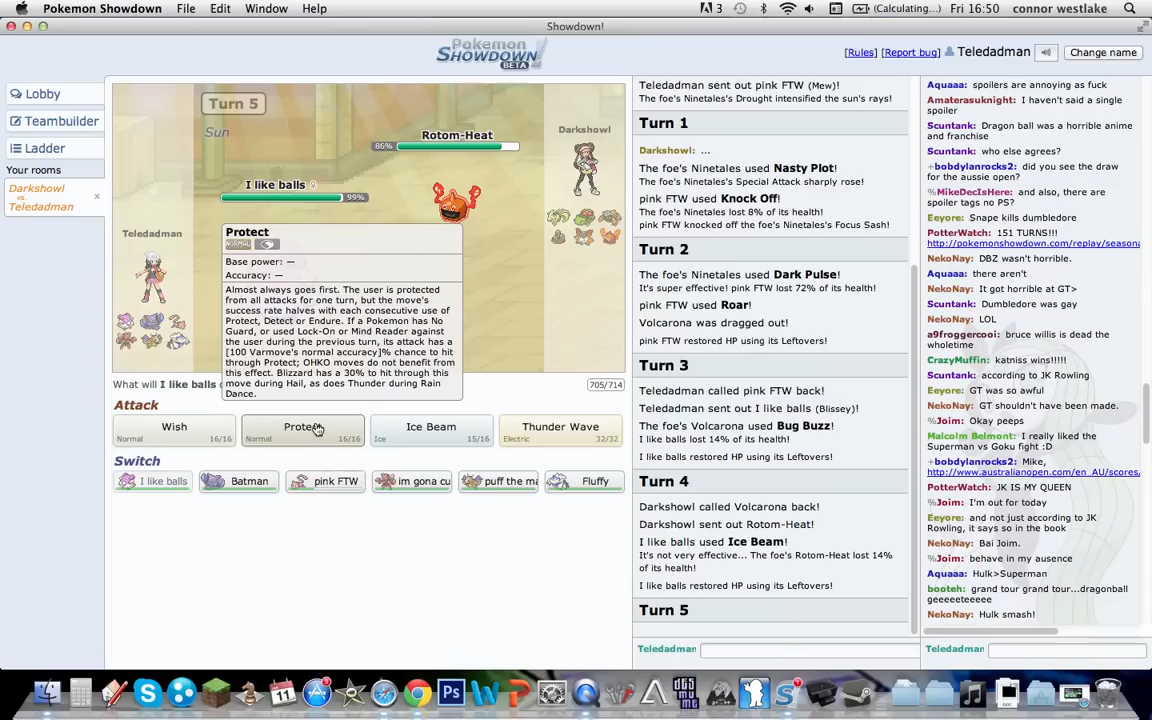 Pokemon Showdown File Edit Window Help
3 (Calculating...) Fri 16:50 connor westlake
Showdown!
Pokemon
SHOWDOWN
BETA
[Rules] [Report bug] Teledadman Change name
Lobby
Teambuilder
Ladder
Your rooms
Darkshowl
vs.
Teledadman
×
Turn 5
Sun
Rotom-Heat
86%
Darkshowl
I like balls ♀
99%
Teledadman
Protect
NORMAL
Base power: —
Accuracy: —
Almost always goes first. The user is protected
from all attacks for one turn, but the move's
success rate halves with each consecutive use of
Protect, Detect or Endure. If a Pokemon has No
Guard, or used Lock-On or Mind Reader against
the user during the previous turn, its attack has a
[100 Varmove's normal accuracy]% chance to hit
through Protect; OHKO moves do not benefit from
this effect. Blizzard has a 30% to hit through this
move during Hail, as does Thunder during Rain
Dance.
What will I like balls
705/714
Attack
Wish
Normal 16/16
Protect
Normal 16/16
Ice Beam
Ice 15/16
Thunder Wave
Electric 32/32
Switch
I like balls
Batman
pink FTW
im gona cu
puff the ma
Fluffy
Teledadman sent out pink FTW (Mew)!
The foe's Ninetales's Drought intensified the sun's rays!
Turn 1
Darkshowl: ...
The foe's Ninetales used Nasty Plot!
The foe's Ninetales's Special Attack sharply rose!
pink FTW used Knock Off!
The foe's Ninetales lost 8% of its health!
pink FTW knocked off the foe's Ninetales's Focus Sash!
Turn 2
The foe's Ninetales used Dark Pulse!
It's super effective! pink FTW lost 72% of its health!
pink FTW used Roar!
Volcarona was dragged out!
pink FTW restored HP using its Leftovers!
Turn 3
Teledadman called pink FTW back!
Teledadman sent out I like balls (Blissey)!
The foe's Volcarona used Bug Buzz!
I like balls lost 14% of its health!
I like balls restored HP using its Leftovers!
Turn 4
Darkshowl called Volcarona back!
Darkshowl sent out Rotom-Heat!
I like balls used Ice Beam!
It's not very effective... The foe's Rotom-Heat lost 14%
of its health!
I like balls restored HP using its Leftovers!
Turn 5
Teledadman
Aquaaa: spoilers are annoying as fuck
Amaterasuknight: I haven't said a single
spoiler
Scuntank: Dragon ball was a horrible anime
and franchise
Scuntank: who else agrees?
+bobdylanrocks2: did you see the draw
for the aussie open?
%MikeDecIsHere: and also, there are
spoiler tags no PS?
Eeyore: Snape kills dumbledore
PotterWatch: 151 TURNS!!!
http://pokemonshowdown.com/replay/seasona
NekoNay: DBZ wasn't horrible.
Aquaaa: there aren't
NekoNay: It got horrible at GT>
Scuntank: Dumbledore was gay
NekoNay: LOL
a9froggercooi: bruce willis is dead the
wholetime
CrazyMuffin: katniss wins!!!!!
Scuntank: according to JK Rowling
Eeyore: GT was so awful
NekoNay: GT shouldn't have been made.
Joim: Okay peeps
Malcolm Belmont: I really liked the
Superman vs Goku fight :D
+bobdylanrocks2: Mike,
http://www.australianopen.com/en_AU/scores,
PotterWatch: JK IS MY QUEEN
%Joim: I'm out for today
Eeyore: and not just according to JK
Rowling, it says so in the book
NekoNay: Bai Joim.
%Joim: behave in my ausence
Aquaaa: Hulk>Superman
booteh: grand tour grand tour...dragonball
geeeeeteeeee
NekoNay: Hulk smash!
Teledadman